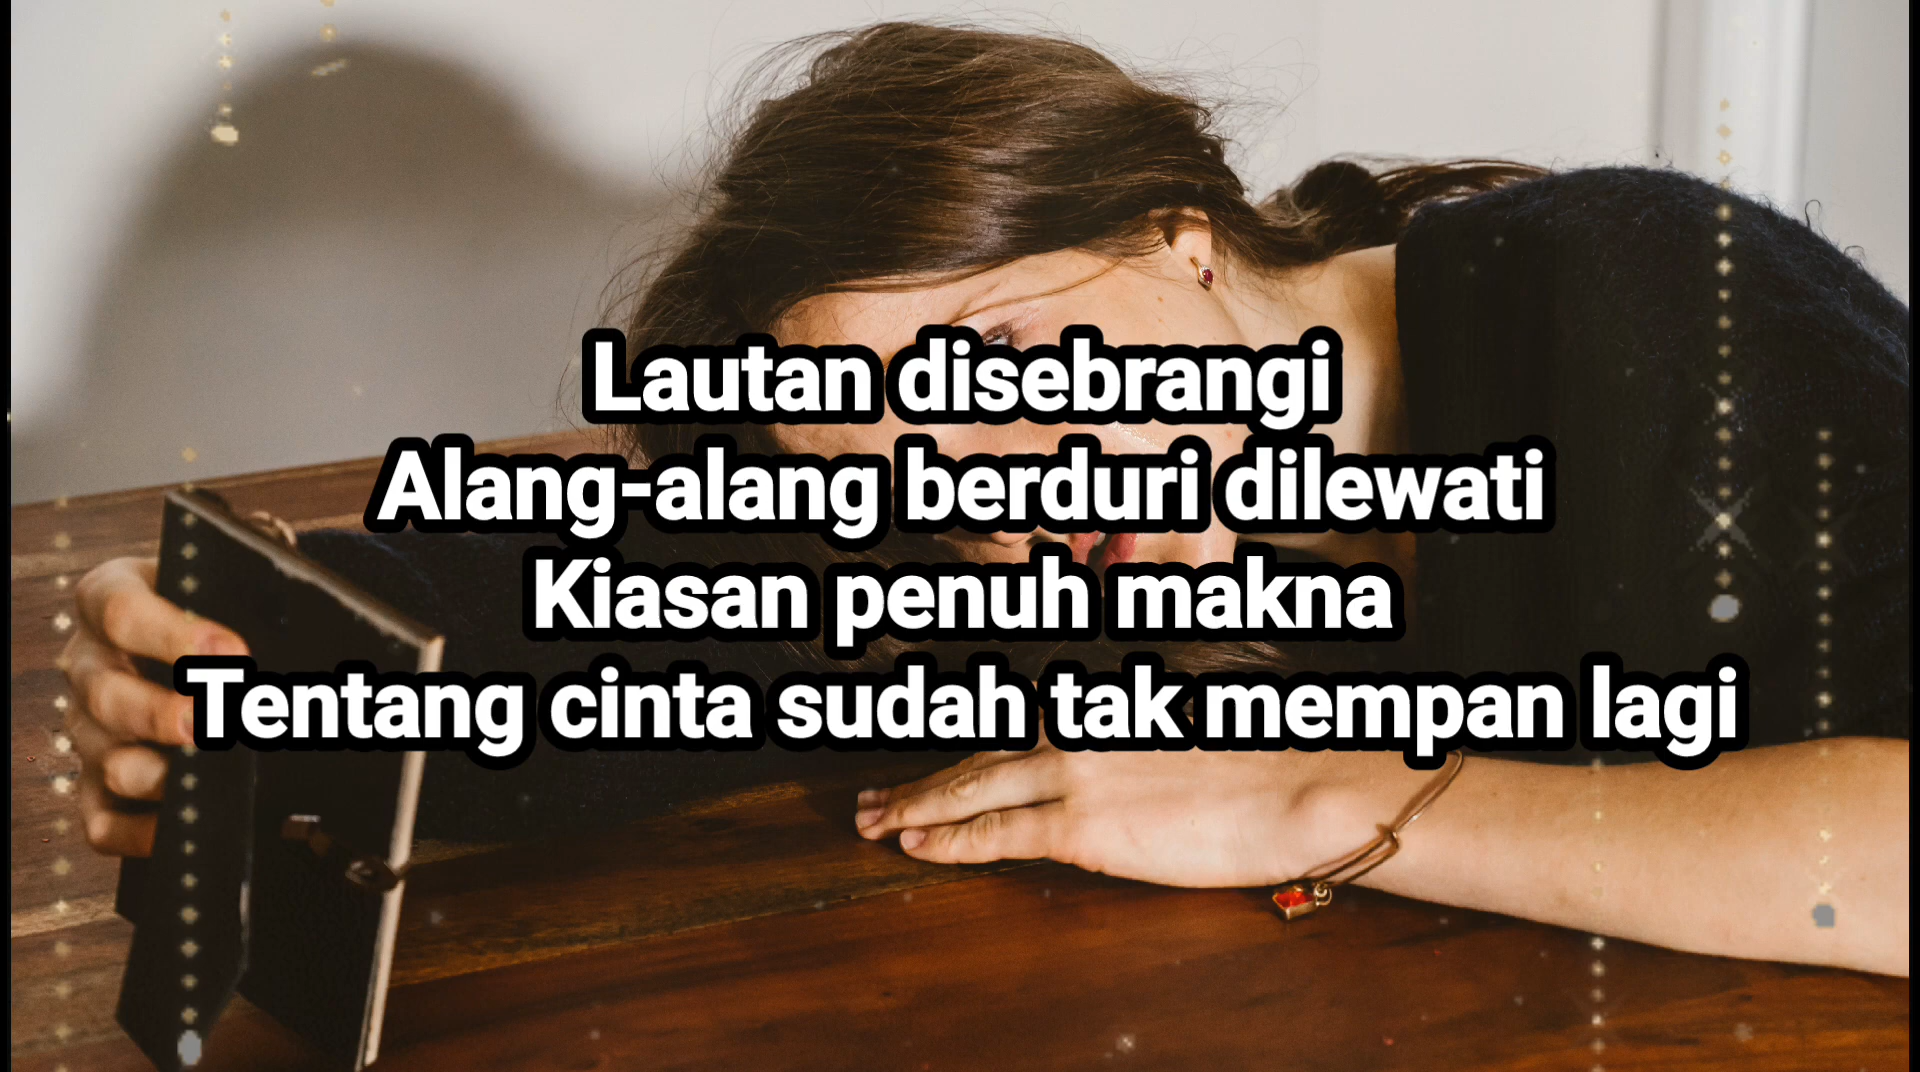 Lautan disebrangi
Alang-alang berduri dilewati
Kiasan penuh makna
Tentang cinta sudah tak mempan lagi